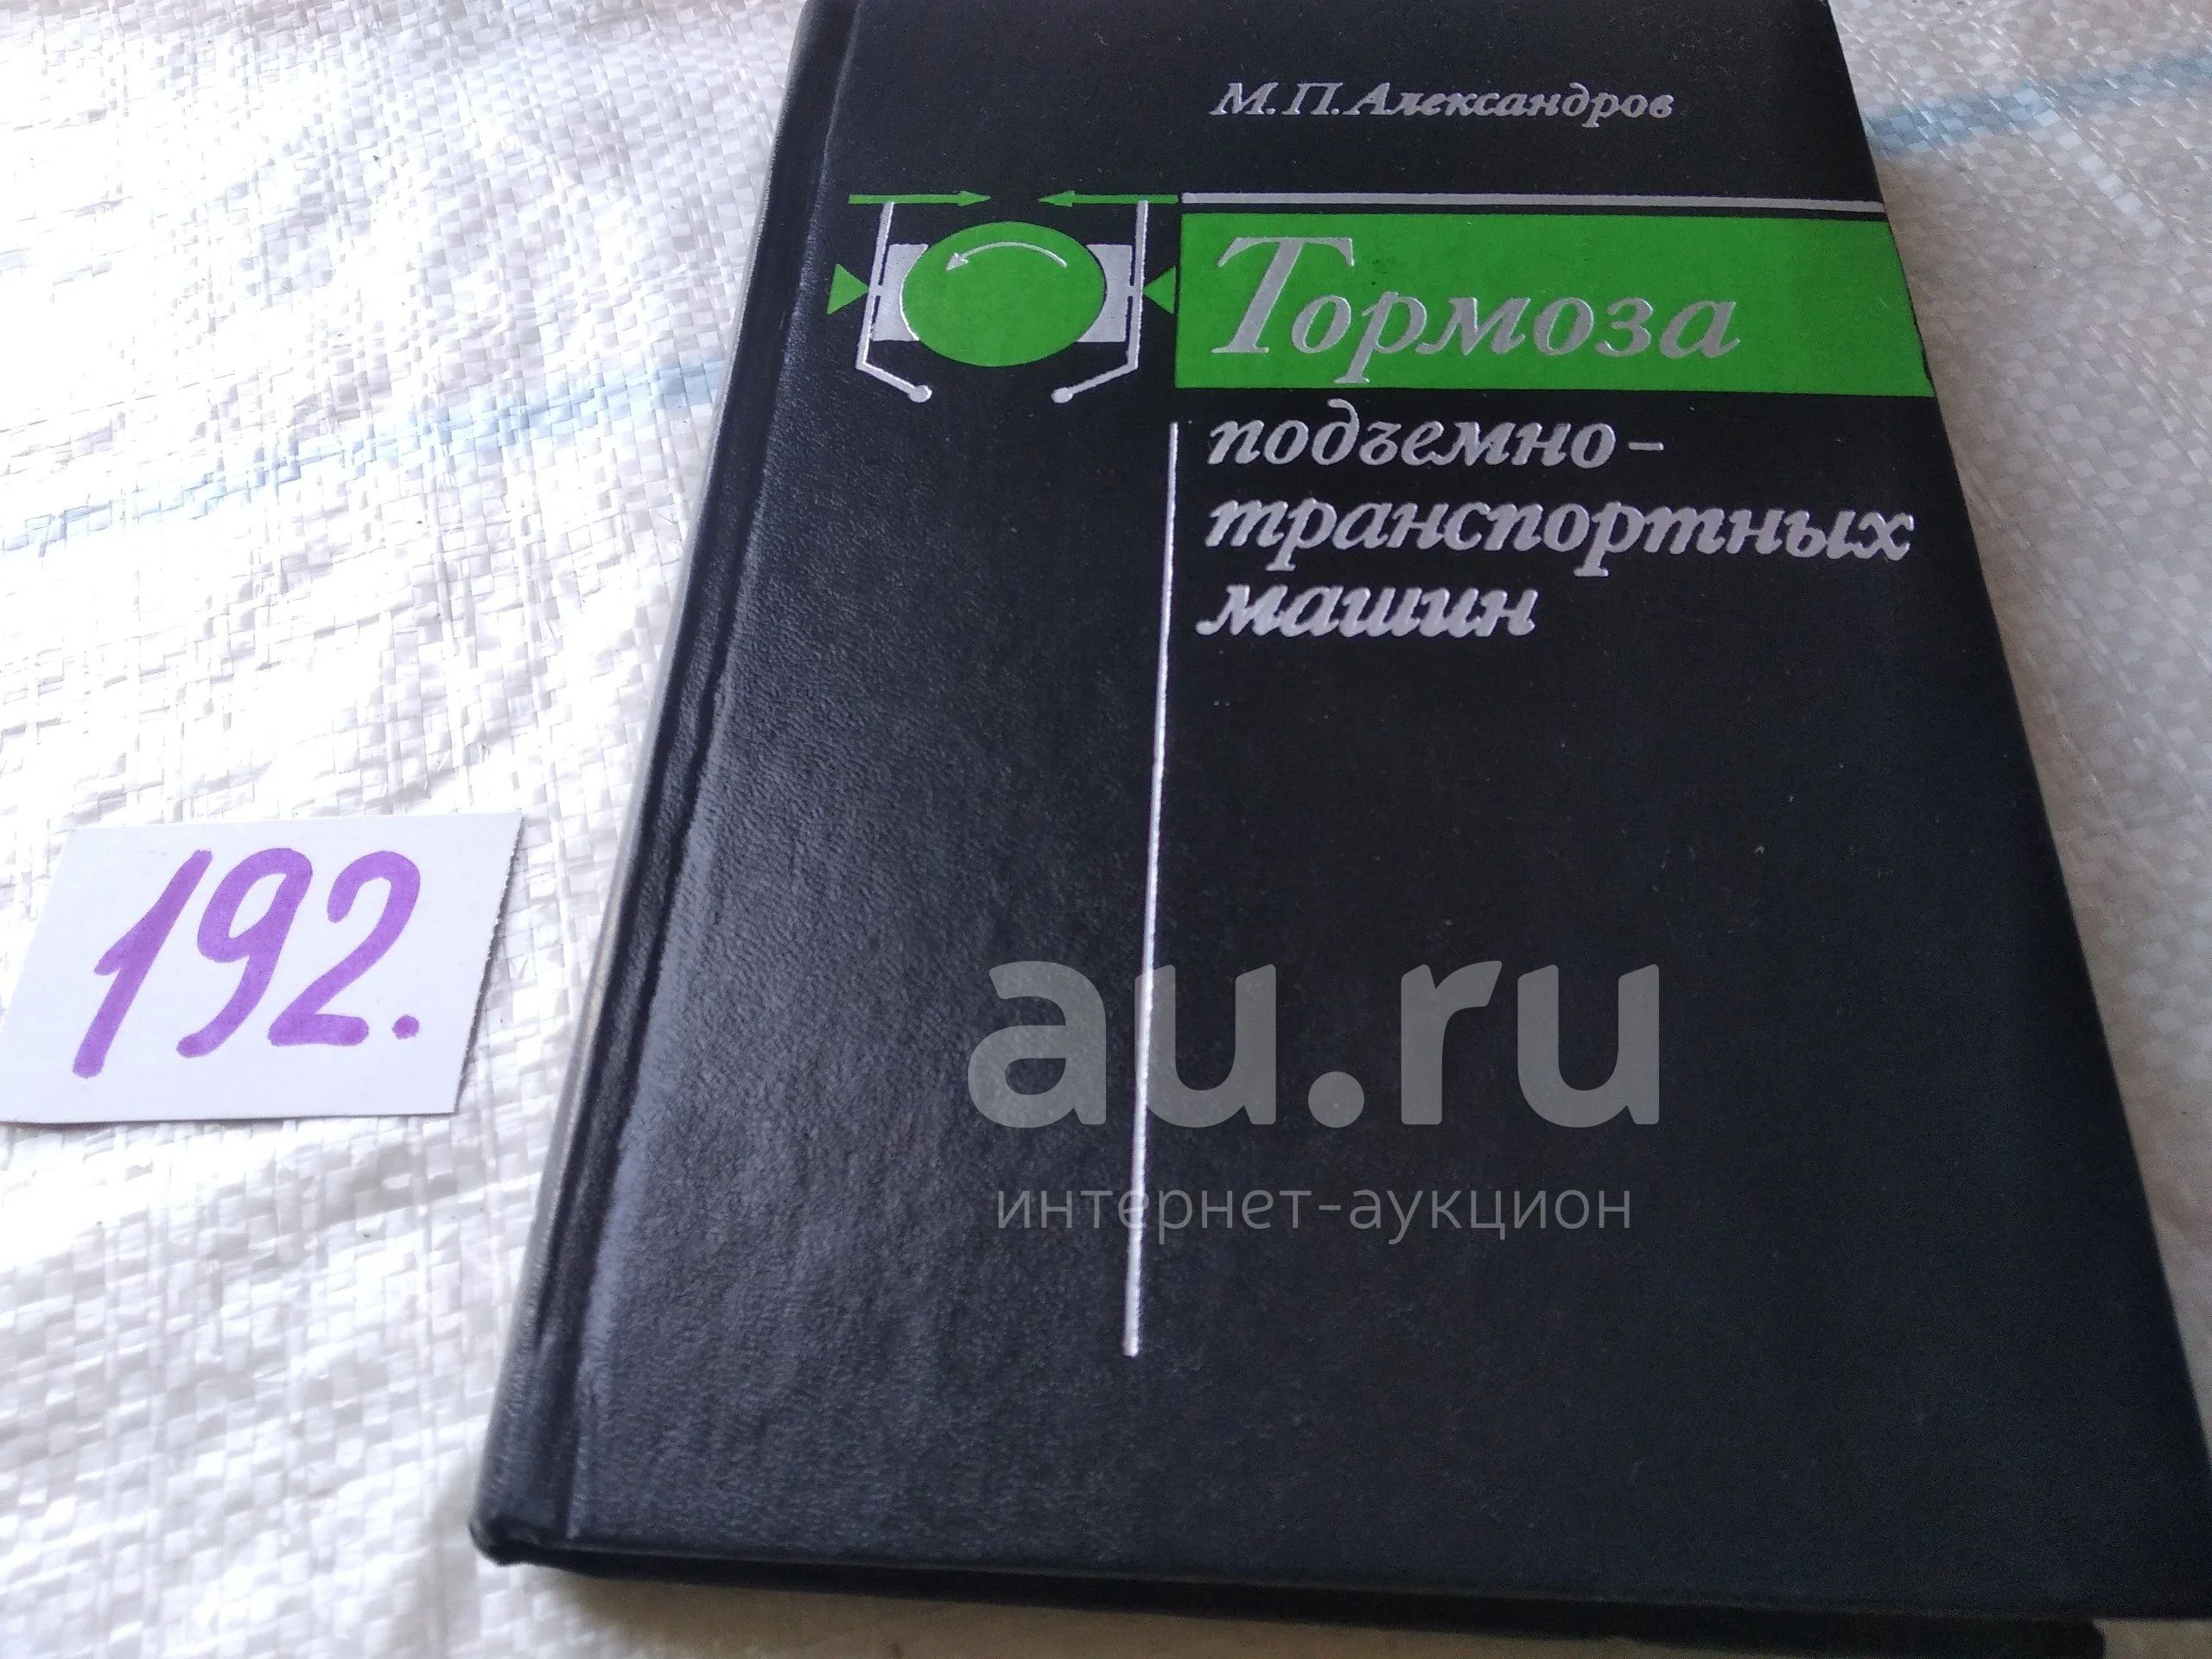 М.П.Александров
Тормоза
подъемно-
транспортных
машин
192.
au.ru
интернет-аукцион